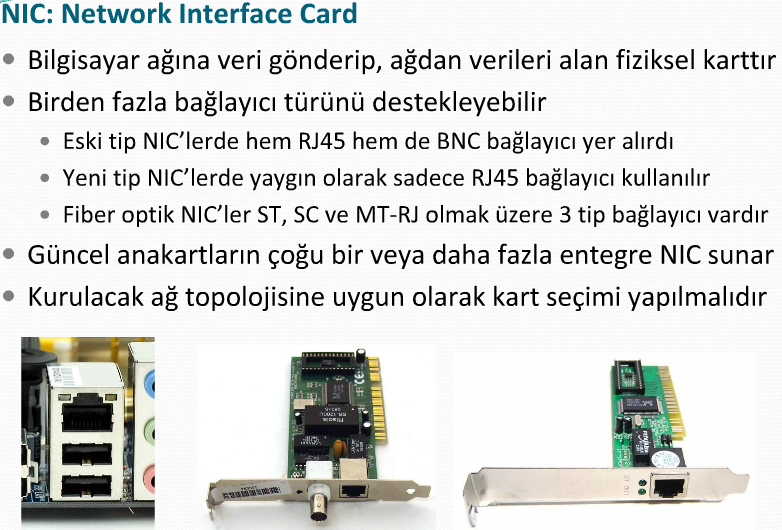 NIC: Network Interface Card
Bilgisayar ağına veri gönderip, ağdan verileri alan fiziksel karttır
Birden fazla bağlayıcı türünü destekleyebilir
Eski tip NIC’lerde hem RJ45 hem de BNC bağlayıcı yer alırdı
Yeni tip NIC’lerde yaygın olarak sadece RJ45 bağlayıcı kullanılır
Fiber optik NIC’ler ST, SC ve MT-RJ olmak üzere 3 tip bağlayıcı vardır
Güncel anakartların çoğu bir veya daha fazla entegre NIC sunar
Kurulacak ağ topolojisine uygun olarak kart seçimi yapılmalıdır